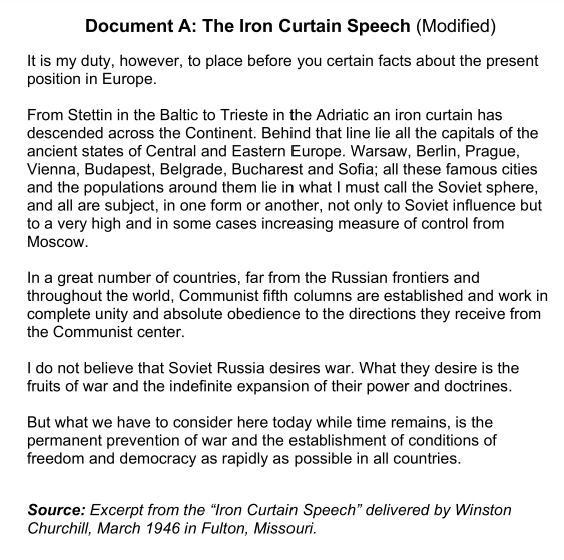 Document A: The Iron Curtain Speech (Modified)
It is my duty, however, to place before you certain facts about the present
position in Europe.
From Stettin in the Baltic to Trieste in the Adriatic an iron curtain has
descended across the Continent. Behind that line lie all the capitals of the
ancient states of Central and Eastern Europe. Warsaw, Berlin, Prague,
Vienna, Budapest, Belgrade, Bucharest and Sofia; all these famous cities
and the populations around them lie in what I must call the Soviet sphere,
and all are subject, in one form or another, not only to Soviet influence but
to a very high and in some cases increasing measure of control from
Moscow.
In a great number of countries, far from the Russian frontiers and
throughout the world, Communist fifth columns are established and work in
complete unity and absolute obedience to the directions they receive from
the Communist center.
I do not believe that Soviet Russia desires war. What they desire is the
fruits of war and the indefinite expansion of their power and doctrines.
But what we have to consider here today while time remains, is the
permanent prevention of war and the establishment of conditions of
freedom and democracy as rapidly as possible in all countries.
Source: Excerpt from the “Iron Curtain Speech” delivered by Winston
Churchill, March 1946 in Fulton, Missouri.